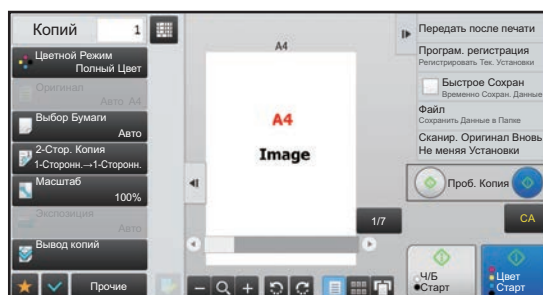 Копий 1
Цветной Режим
Полный Цвет
Оригинал
Авто A4
Выбор Бумаги
Авто
2-Стор. Копия
1-Сторонн.→1-Сторонн.
Масштаб
100%
Экспозиция
Авто
Вывод копий
Прочие
A4
A4
Image
1/7
Передать после печати
Програм. регистрация
Регистрировать Тек. Установки
Быстрое Сохран
Временно Сохран. Данные
Файл
Сохранить Данные в Папке
Сканир. Оригинал Вновь
Не меняя Установки
Проб. Копия
CA
Ч/Б
Старт
Цвет
Старт